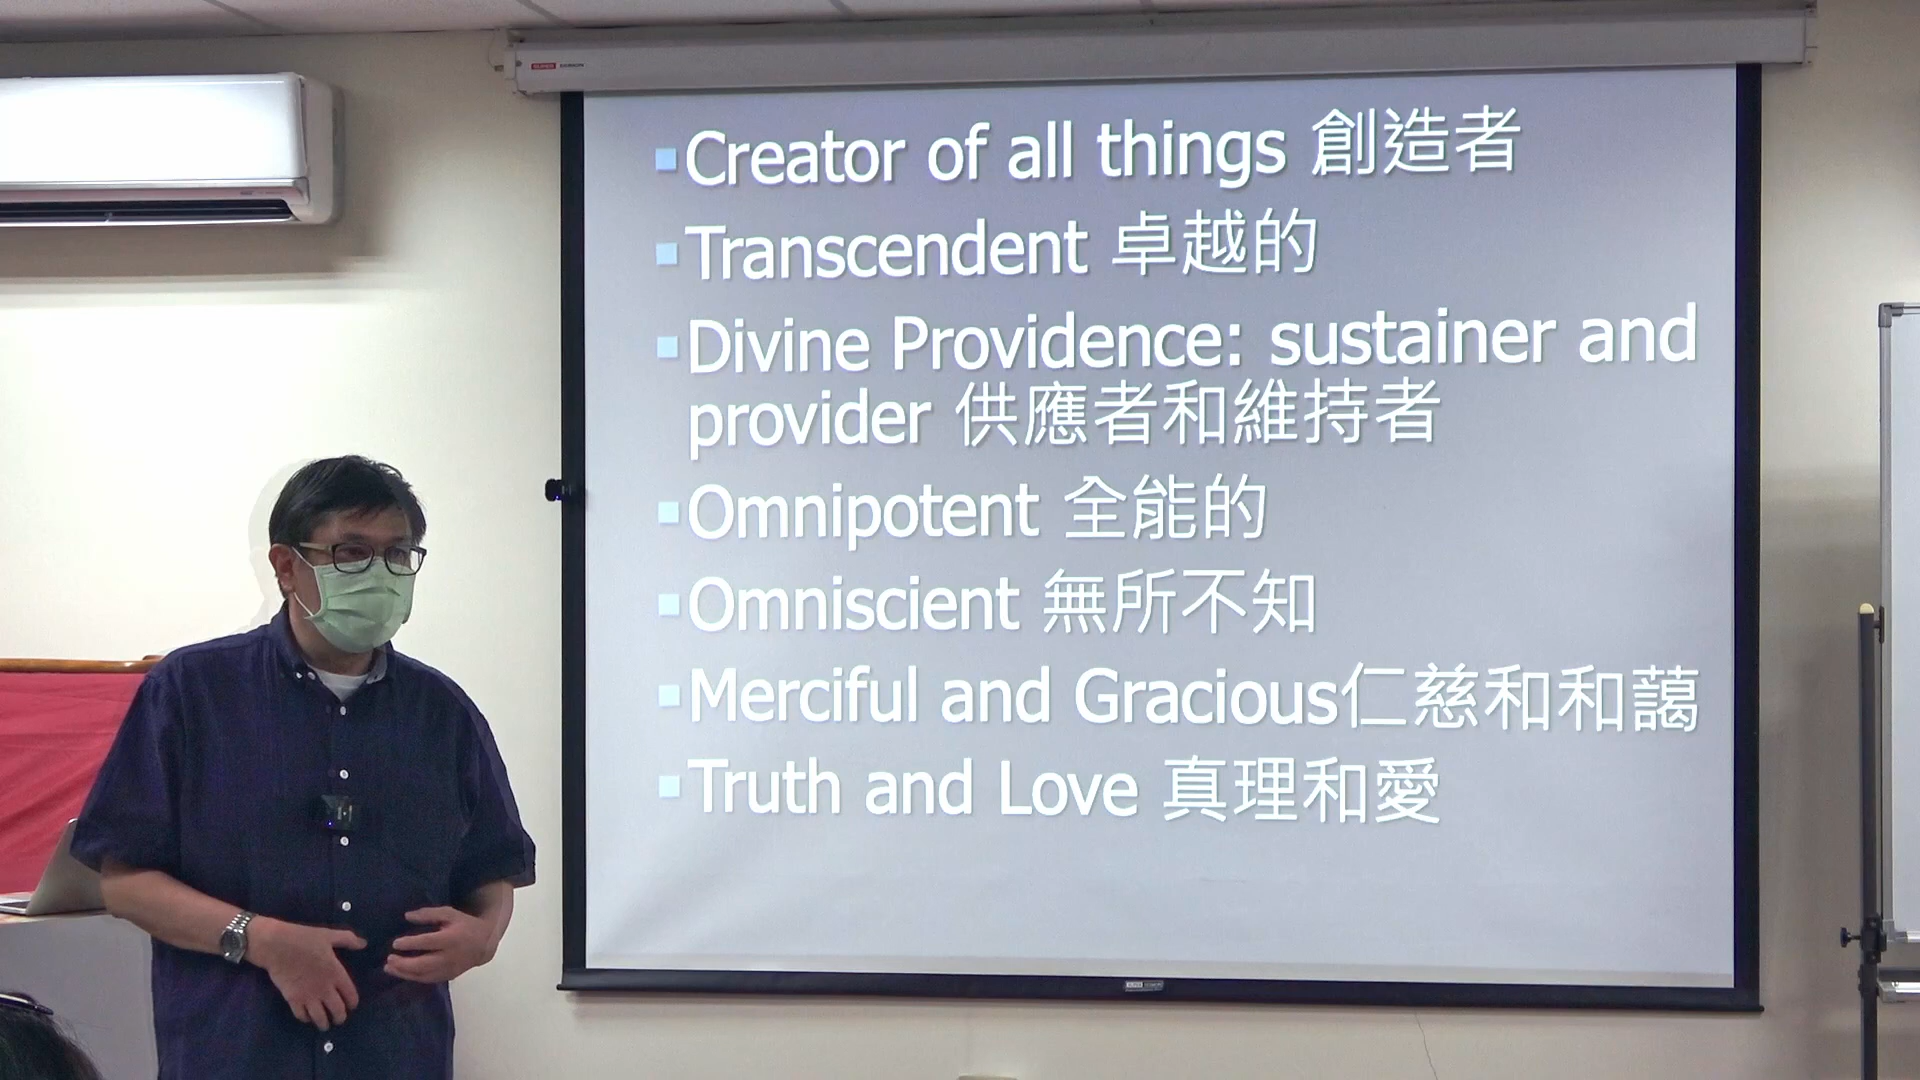 Creator of all things 創造者
Transcendent 卓越的
Divine Providence: sustainer and
provider 供應者和維持者
Omnipotent 全能的
Omniscient 無所不知
Merciful and Gracious仁慈和和藹
Truth and Love 真理和愛